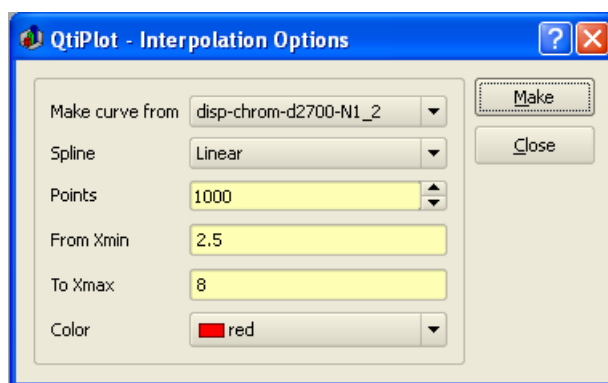 QtiPlot - Interpolation Options
Make curve from disp-chrom-d2700-N1_2 Make
Spline Linear Close
Points 1000
From Xmin 2.5
To Xmax 8
Color red